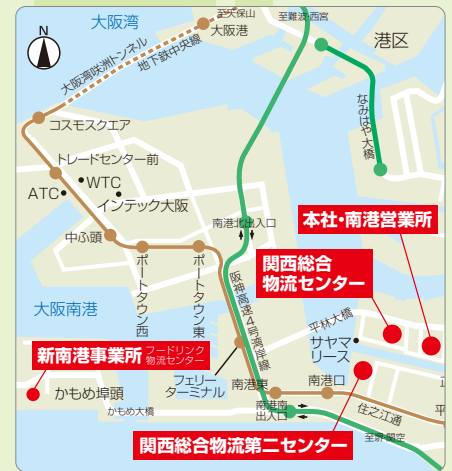 大阪湾
至天保山
大阪港
至難波・西宮
港区
N
大阪湾咲洲トンネル
地下鉄中央線
なみはや大橋
コスモスクエア
トレードセンター前
ATC
WTC
インテック大阪
中ふ頭
ポートタウン西
ポートタウン東
南港北出入口
本社・南港営業所
関西総合
物流センター
阪神高速4号湾岸線
大阪南港
平林大橋
サヤマ
リース
新南港事業所 フードリンク
物流センター
かもめ埠頭
かもめ大橋
フェリー
ターミナル
南港東
南港口
南港南
出入口
住之江通
平
至堺・関空
関西総合物流第二センター